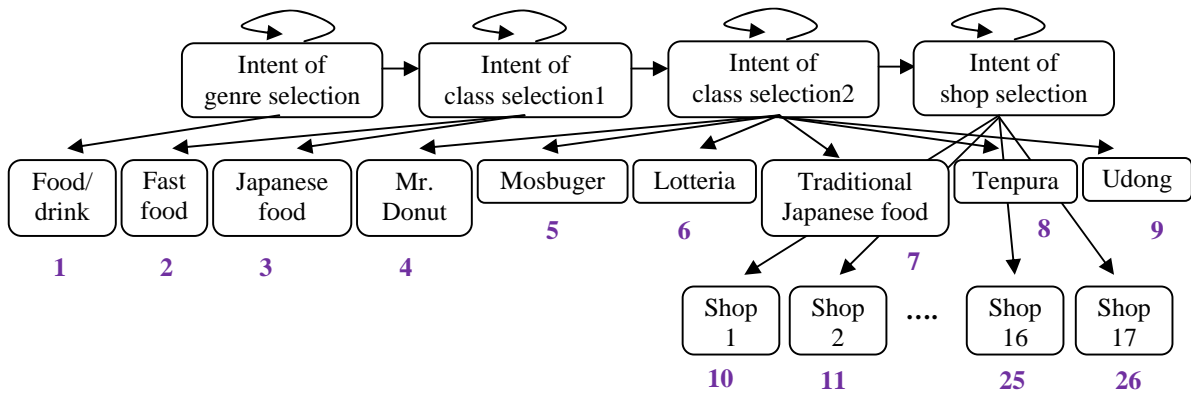 Intent of
genre selection
Intent of
class selection1
Intent of
class selection2
Intent of
shop selection
Food/
drink
Fast
food
Japanese
food
Mr.
Donut
Mosbuger
Lotteria
Traditional
Japanese food
Tenpura
Udong
1
2
3
4
5
6
7
8
9
Shop
1
Shop
2
....
Shop
16
Shop
17
10
11
25
26